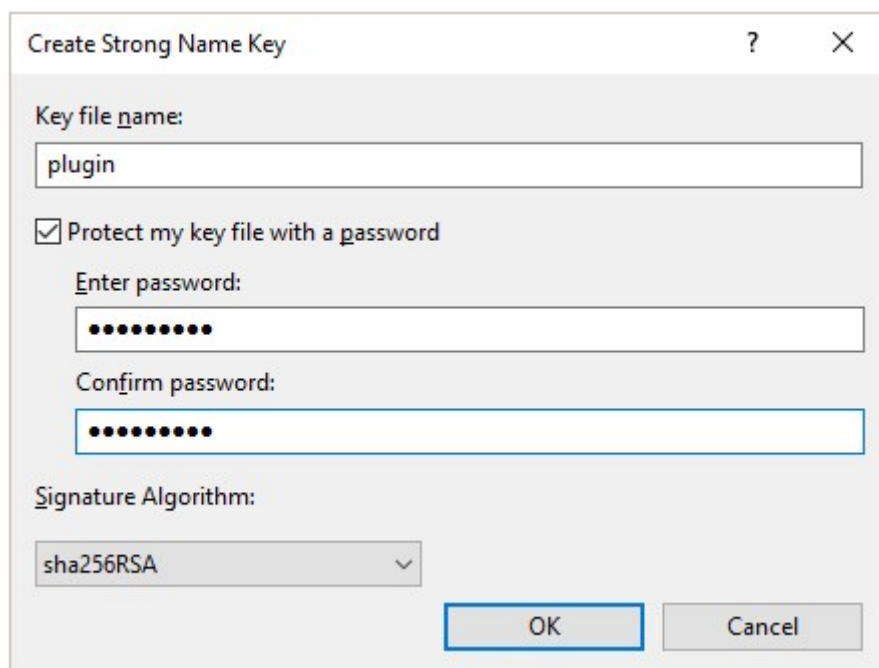 Create Strong Name Key ?
Key file name:
plugin
Protect my key file with a password
Enter password:
●●●●●●●●●
Confirm password:
●●●●●●●●●
Signature Algorithm:
sha256RSA
OK Cancel